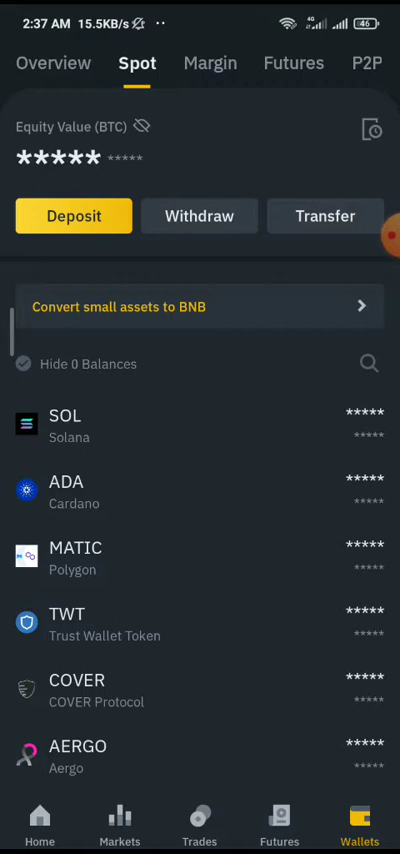 2:37 AM 15.5KB/s
4G
46
Overview Spot Margin Futures P2P
Equity Value (BTC)
***** *****
Deposit Withdraw Transfer
Convert small assets to BNB
Hide 0 Balances
SOL *****
Solana *****
ADA *****
Cardano *****
MATIC *****
Polygon *****
TWT *****
Trust Wallet Token *****
COVER *****
COVER Protocol *****
AERGO *****
Aergo *****
Home Markets Trades Futures Wallets